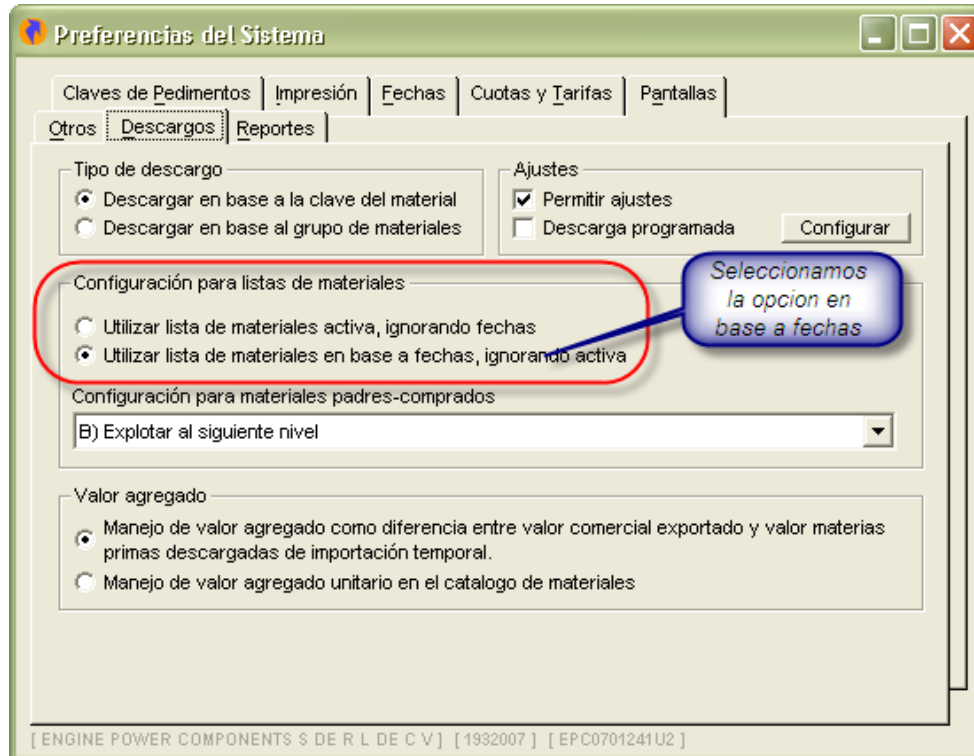 Preferencias del Sistema
Claves de Pedimentos Impresión Fechas Cuotas y Tarifas Pantallas
Otros Descargos Reportes
Tipo de descargo
Descargar en base a la clave del material
Descargar en base al grupo de materiales
Ajustes
Permitir ajustes
Descarga programada Configurar
Configuración para listas de materiales
Utilizar lista de materiales activa, ignorando fechas
Utilizar lista de materiales en base a fechas, ignorando activa
Seleccionamos
la opcion en
base a fechas
Configuración para materiales padres-comprados
B) Explotar al siguiente nivel
Valor agregado
Manejo de valor agregado como diferencia entre valor comercial exportado y valor materias
primas descargadas de importación temporal.
Manejo de valor agregado unitario en el catalogo de materiales
[ ENGINE POWER COMPONENTS S DE R L DE C V ] [ 1932007 ] [ EPC0701241U2 ]